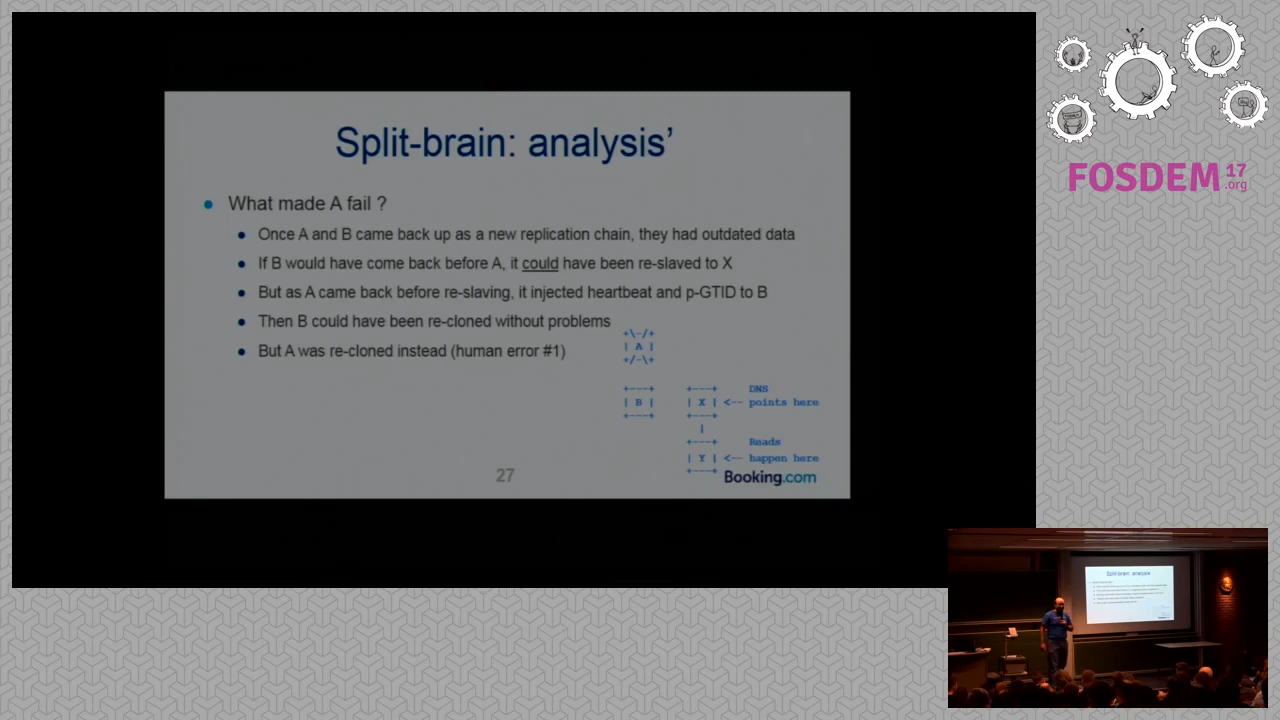 Split-brain: analysis’
What made A fail ?
Once A and B came back up as a new replication chain, they had outdated data
If B would have come back before A, it could have been re-slaved to X
But as A came back before re-slaving, it injected heartbeat and p-GTID to B
Then B could have been re-cloned without problems
But A was re-cloned instead (human error #1)
+\-/+
| A |
+/-\+
+---+ +---+ DNS
| B | | X | <-- points here
+---+ +---+
|
+---+ Reads
| Y | <-- happen here
+---+
27
Booking.com
FOSDEM 17
.org
Split-brain: analysis